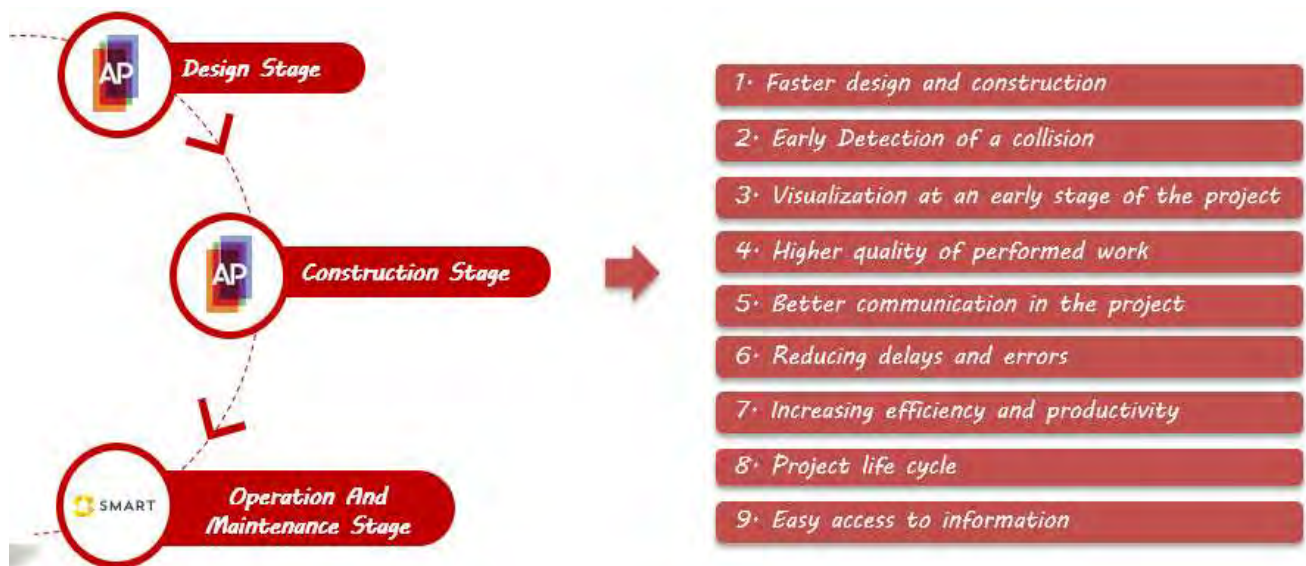 AP
Design Stage
AP
Construction Stage
SMART
Operation And
Maintenance Stage
1. Faster design and construction
2. Early Detection of a collision
3. Visualization at an early stage of the project
4. Higher quality of performed work
5. Better communication in the project
6. Reducing delays and errors
7. Increasing efficiency and productivity
8. Project life cycle
9. Easy access to information